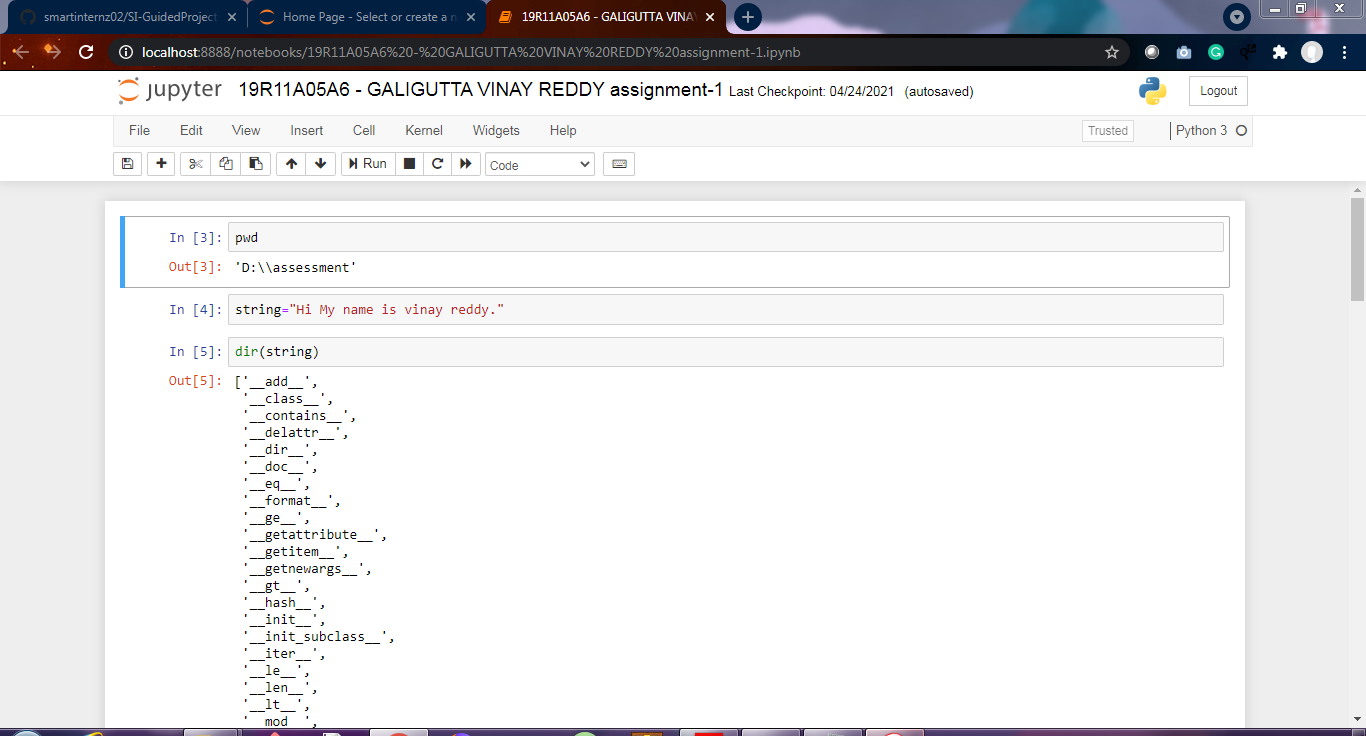 smartinternz02/SI-GuidedProject
Home Page - Select or create a n
19R11A05A6 - GALIGUTTA VINAY
localhost:8888/notebooks/19R11A05A6%20-%20GALIGUTTA%20VINAY%20REDDY%20assignment-1.ipynb
jupyter 19R11A05A6 - GALIGUTTA VINAY REDDY assignment-1 Last Checkpoint: 04/24/2021 (autosaved)
Logout
File Edit View Insert Cell Kernel Widgets Help
Trusted
Python 3
Run
Code
In [3]: pwd
Out[3]: 'D:\\assessment'
In [4]: string="Hi My name is vinay reddy."
In [5]: dir(string)
Out[5]: ['__add__',
'__class__',
'__contains__',
'__delattr__',
'__dir__',
'__doc__',
'__eq__',
'__format__',
'__ge__',
'__getattribute__',
'__getitem__',
'__getnewargs__',
'__gt__',
'__hash__',
'__init__',
'__init_subclass__',
'__iter__',
'__le__',
'__len__',
'__lt__',
'__mod__',